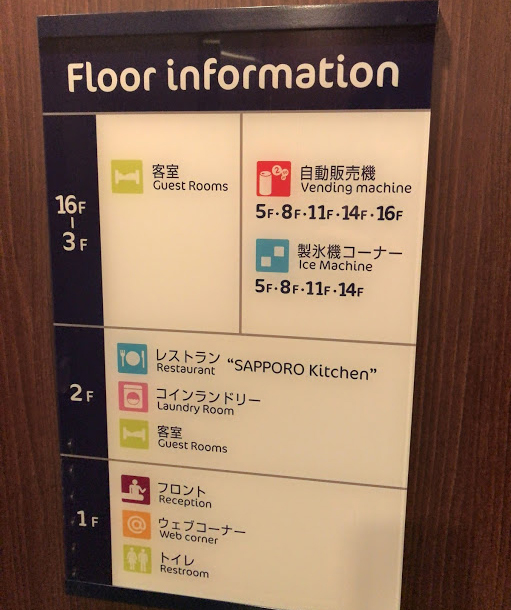 Floor information
16F
3F
客室
Guest Rooms
自動販売機
Vending machine
5F・8F・11F・14F・16F
製氷機コーナー
Ice Machine
5F・8F・11F・14F
2F
レストラン “SAPPORO Kitchen”
Restaurant
コインランドリー
Laundry Room
客室
Guest Rooms
1F
フロント
Reception
@
ウェブコーナー
Web corner
トイレ
Restroom